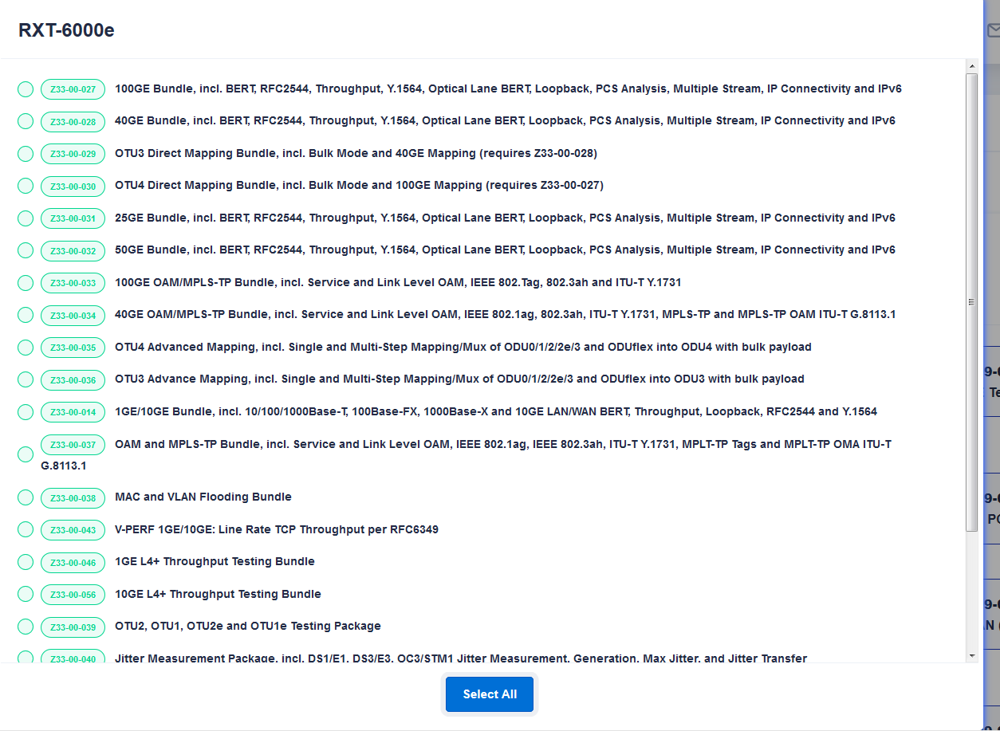 RXT-6000e
Z33-00-027 100GE Bundle, incl. BERT, RFC2544, Throughput, Y.1564, Optical Lane BERT, Loopback, PCS Analysis, Multiple Stream, IP Connectivity and IPv6
Z33-00-028 40GE Bundle, incl. BERT, RFC2544, Throughput, Y.1564, Optical Lane BERT, Loopback, PCS Analysis, Multiple Stream, IP Connectivity and IPv6
Z33-00-029 OTU3 Direct Mapping Bundle, incl. Bulk Mode and 40GE Mapping (requires Z33-00-028)
Z33-00-030 OTU4 Direct Mapping Bundle, incl. Bulk Mode and 100GE Mapping (requires Z33-00-027)
Z33-00-031 25GE Bundle, incl. BERT, RFC2544, Throughput, Y.1564, Optical Lane BERT, Loopback, PCS Analysis, Multiple Stream, IP Connectivity and IPv6
Z33-00-032 50GE Bundle, incl. BERT, RFC2544, Throughput, Y.1564, Optical Lane BERT, Loopback, PCS Analysis, Multiple Stream, IP Connectivity and IPv6
Z33-00-033 100GE OAM/MPLS-TP Bundle, incl. Service and Link Level OAM, IEEE 802.Tag, 802.3ah and ITU-T Y.1731
Z33-00-034 40GE OAM/MPLS-TP Bundle, incl. Service and Link Level OAM, IEEE 802.1ag, 802.3ah, ITU-T Y.1731, MPLS-TP and MPLS-TP OAM ITU-T G.8113.1
Z33-00-035 OTU4 Advanced Mapping, incl. Single and Multi-Step Mapping/Mux of ODU0/1/2/2e/3 and ODUflex into ODU4 with bulk payload
Z33-00-036 OTU3 Advance Mapping, incl. Single and Multi-Step Mapping/Mux of ODU0/1/2/2e/3 and ODUflex into ODU3 with bulk payload
Z33-00-014 1GE/10GE Bundle, incl. 10/100/1000Base-T, 100Base-FX, 1000Base-X and 10GE LAN/WAN BERT, Throughput, Loopback, RFC2544 and Y.1564
Z33-00-037 OAM and MPLS-TP Bundle, incl. Service and Link Level OAM, IEEE 802.1ag, IEEE 802.3ah, ITU-T Y.1731, MPLT-TP Tags and MPLT-TP OMA ITU-T
G.8113.1
Z33-00-038 MAC and VLAN Flooding Bundle
Z33-00-043 V-PERF 1GE/10GE: Line Rate TCP Throughput per RFC6349
Z33-00-046 1GE L4+ Throughput Testing Bundle
Z33-00-056 10GE L4+ Throughput Testing Bundle
Z33-00-039 OTU2, OTU1, OTU2e and OTU1e Testing Package
Z33-00-040 Jitter Measurement Package, incl. DS1/E1, DS3/E3, OC3/STM1 Jitter Measurement, Generation, Max Jitter, and Jitter Transfer
Select All